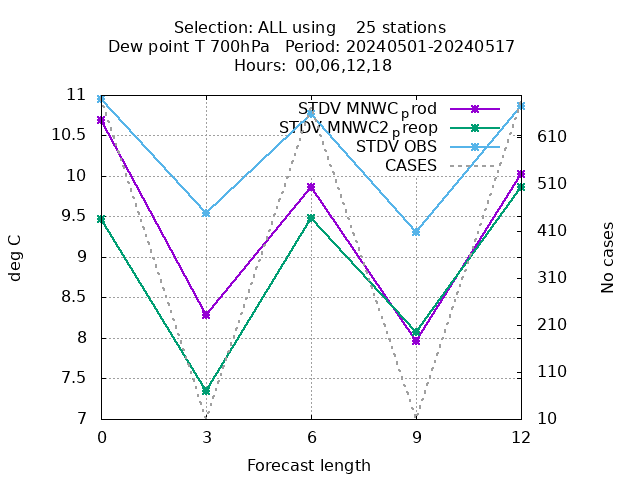 Selection: ALL using    25 stations
Dew point T 700hPa   Period: 20240501-20240517
Hours: 00,06,12,18
STDV MNWC_prod
STDV MNWC2_preop
STDV OBS
CASES
11
10.5
10
9.5
9
8.5
8
7.5
7
deg C
610
510
410
310
210
110
10
No cases
0 3 6 9 12
Forecast length